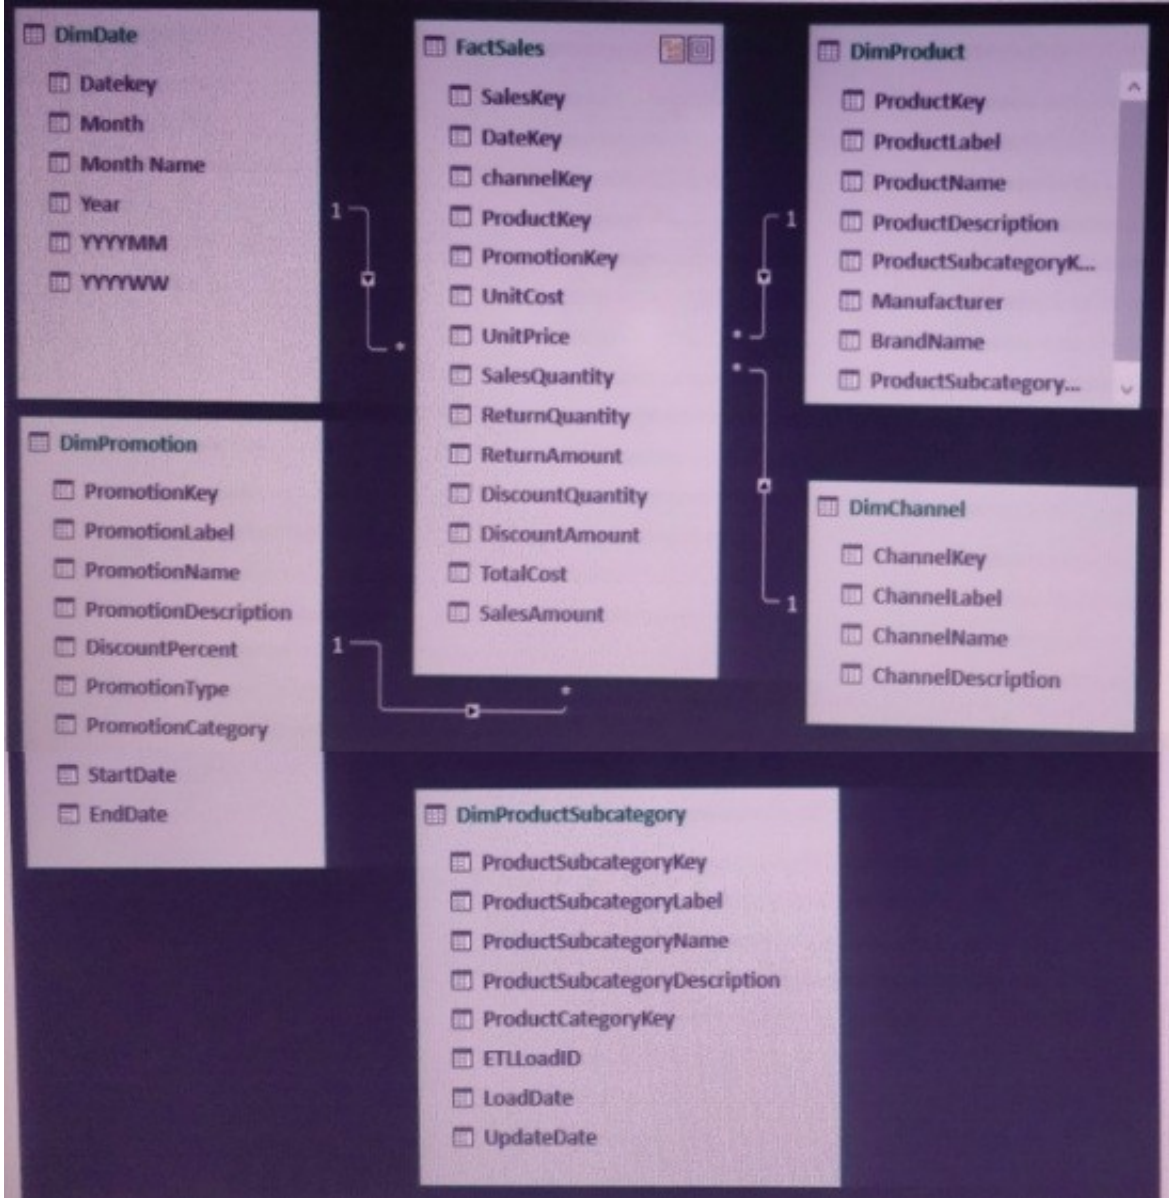 DimDate
Datekey
Month
Month Name
Year
YYYYMM
YYYYWW
1
*
FactSales
SalesKey
DateKey
channelKey
ProductKey
PromotionKey
UnitCost
UnitPrice
SalesQuantity
ReturnQuantity
ReturnAmount
DiscountQuantity
DiscountAmount
TotalCost
SalesAmount
1
*
*
DimProduct
ProductKey
ProductLabel
ProductName
ProductDescription
ProductSubcategoryK...
Manufacturer
BrandName
ProductSubcategory...
DimPromotion
PromotionKey
PromotionLabel
PromotionName
PromotionDescription
DiscountPercent
PromotionType
PromotionCategory
StartDate
EndDate
1
*
DimChannel
ChannelKey
ChannelLabel
ChannelName
ChannelDescription
1
DimProductSubcategory
ProductSubcategoryKey
ProductSubcategoryLabel
ProductSubcategoryName
ProductSubcategoryDescription
ProductCategoryKey
ETLLoadID
LoadDate
UpdateDate